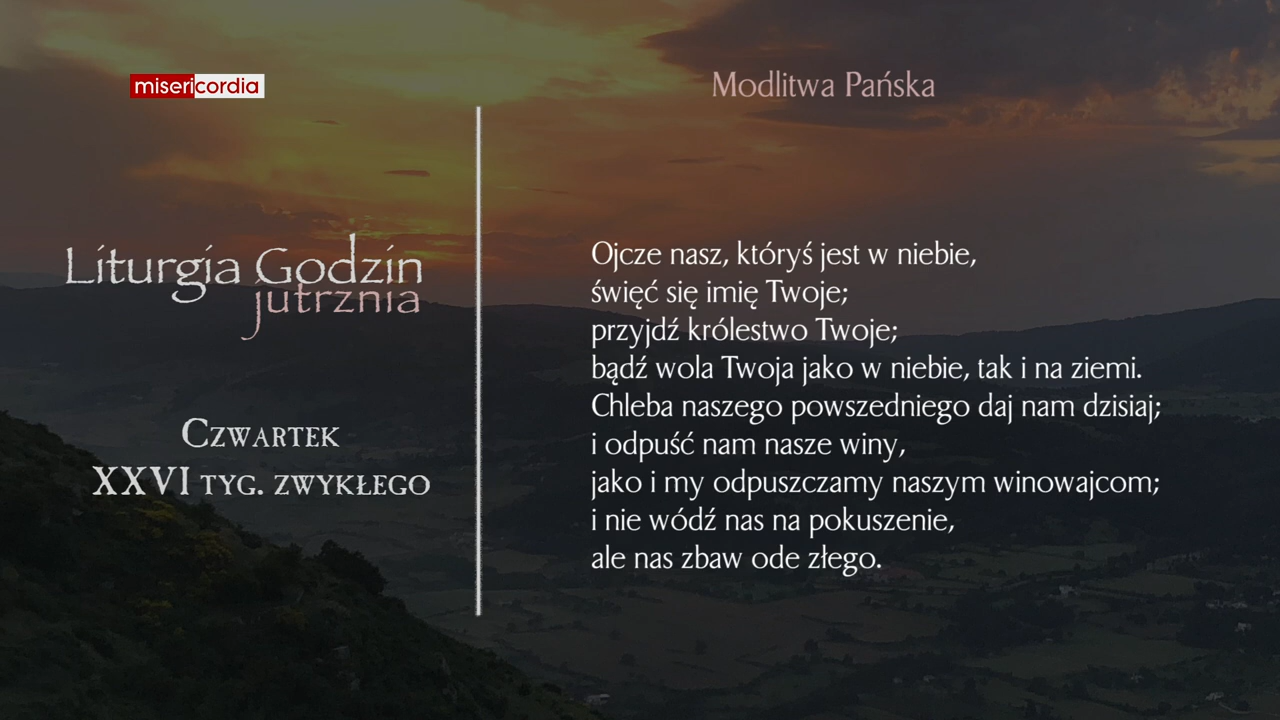 misericordia
Liturgia Godzin
jutrznia
Czwartek
XXVI tyg. zwykłego
Modlitwa Pańska
Ojcze nasz, któryś jest w niebie,
święć się imię Twoje;
przyjdź królestwo Twoje;
bądź wola Twoja jako w niebie, tak i na ziemi.
Chleba naszego powszedniego daj nam dzisiaj;
i odpuść nam nasze winy,
jako i my odpuszczamy naszym winowajcom;
i nie wódź nas na pokuszenie,
ale nas zbaw ode złego.